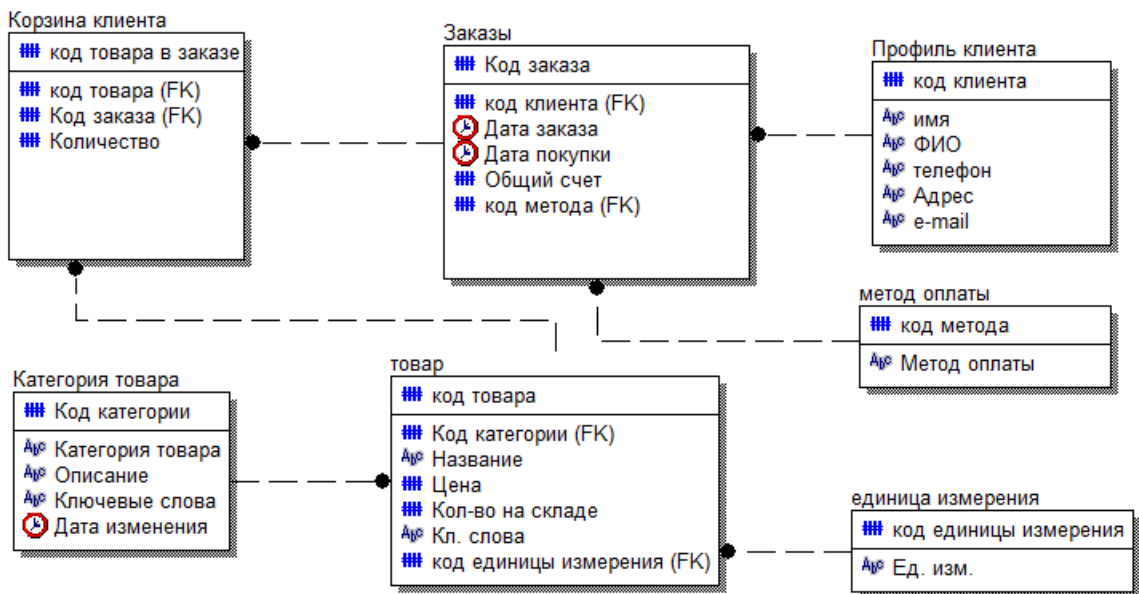 Корзина клиента
код товара в заказе
код товара (FK)
Код заказа (FK)
Количество
Заказы
Код заказа
код клиента (FK)
Дата заказа
Дата покупки
Общий счет
код метода (FK)
Профиль клиента
код клиента
имя
ФИО
телефон
Адрес
e-mail
метод оплаты
код метода
Метод оплаты
Категория товара
Код категории
Категория товара
Описание
Ключевые слова
Дата изменения
товар
код товара
Код категории (FK)
Название
Цена
Кол-во на складе
Кл. слова
код единицы измерения (FK)
единица измерения
код единицы измерения
Ед. изм.